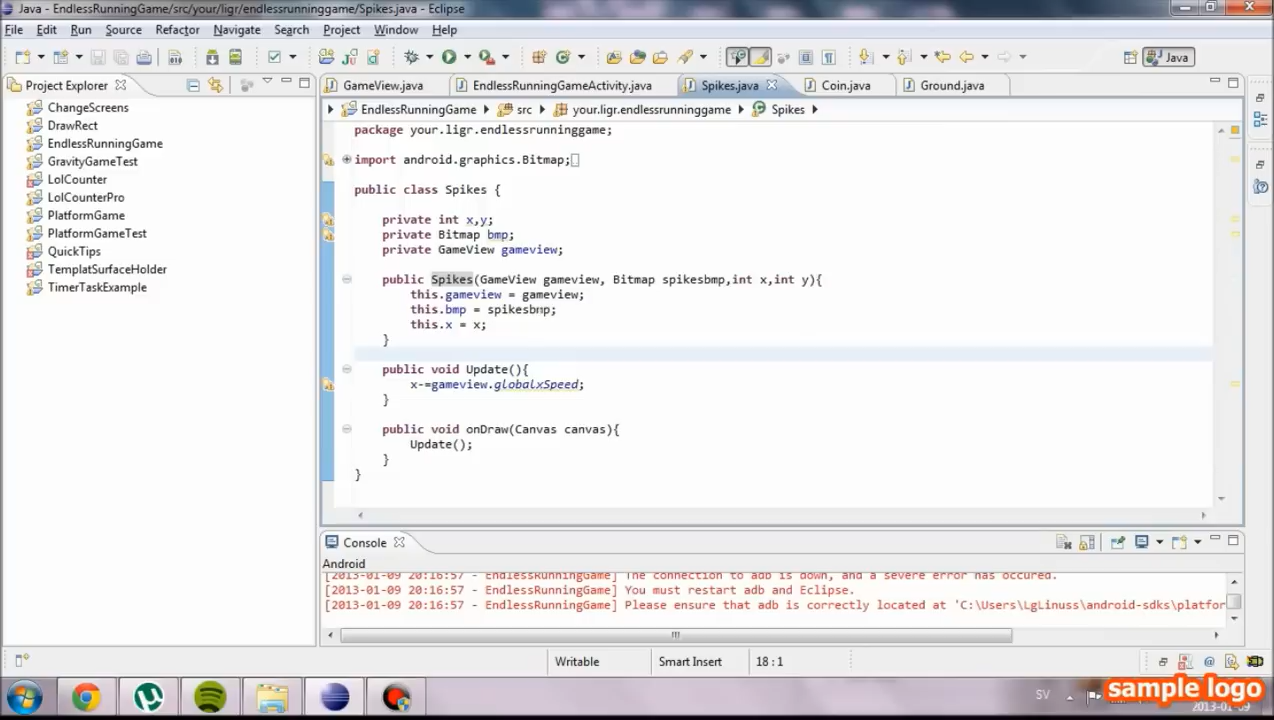 Java - EndlessRunningGame/src/your/ligr/endlessrunninggame/Spikes.java - Eclipse
File Edit Run Source Refactor Navigate Search Project Window Help
Java
Project Explorer
GameView.java EndlessRunningGameActivity.java Spikes.java Coin.java Ground.java
EndlessRunningGame src your.ligr.endlessrunninggame Spikes
ChangeScreens
DrawRect
EndlessRunningGame
GravityGameTest
LolCounter
LolCounterPro
PlatformGame
PlatformGameTest
QuickTips
TemplatSurfaceHolder
TimerTaskExample
package your.ligr.endlessrunninggame;
import android.graphics.Bitmap;
public class Spikes {
private int x,y;
private Bitmap bmp;
private GameView gameview;
public Spikes(GameView gameview, Bitmap spikesbmp,int x,int y){
this.gameview = gameview;
this.bmp = spikesbmp;
this.x = x;
}
public void Update(){
x-=gameview.globalxSpeed;
}
public void onDraw(Canvas canvas){
Update();
}
}
Console
Android
[2013-01-09 20:16:57 - EndlessRunningGame] The connection to adb is down, and a severe error has occured.
[2013-01-09 20:16:57 - EndlessRunningGame] You must restart adb and Eclipse.
[2013-01-09 20:16:57 - EndlessRunningGame] Please ensure that adb is correctly located at 'C:\Users\LgLinuss\android-sdks\platfor
Writable Smart Insert 18:1
SV
sample logo
2013-01-09